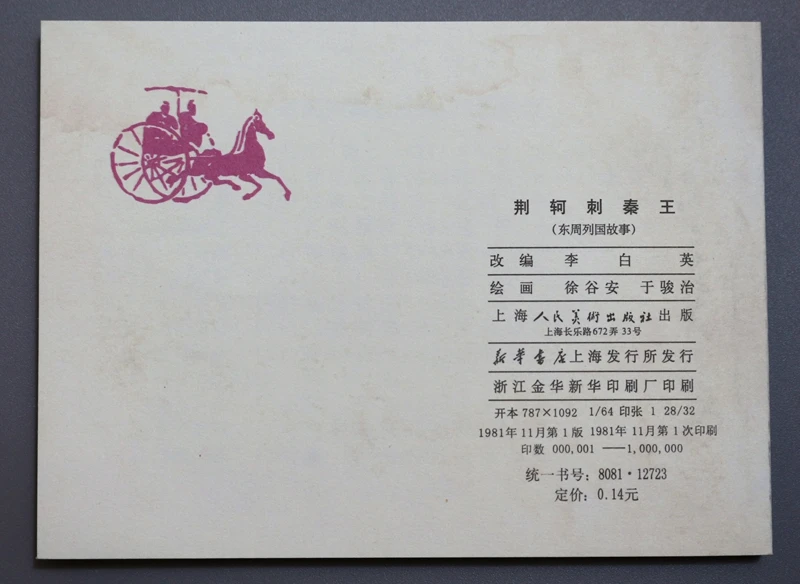 荆轲刺秦王
(东周列国故事)
改编 李白英
绘画 徐谷安 于骏治
上海人民美術出版社出版
上海长乐路672弄33号
新华書店上海发行所发行
浙江金华新华印刷厂印刷
开本 787×1092 1/64 印张 1 28/32
1981年11月第1版 1981年11月第1次印刷
印数 000,001——1,000,000
统一书号：8081·12723
定价：0.14元